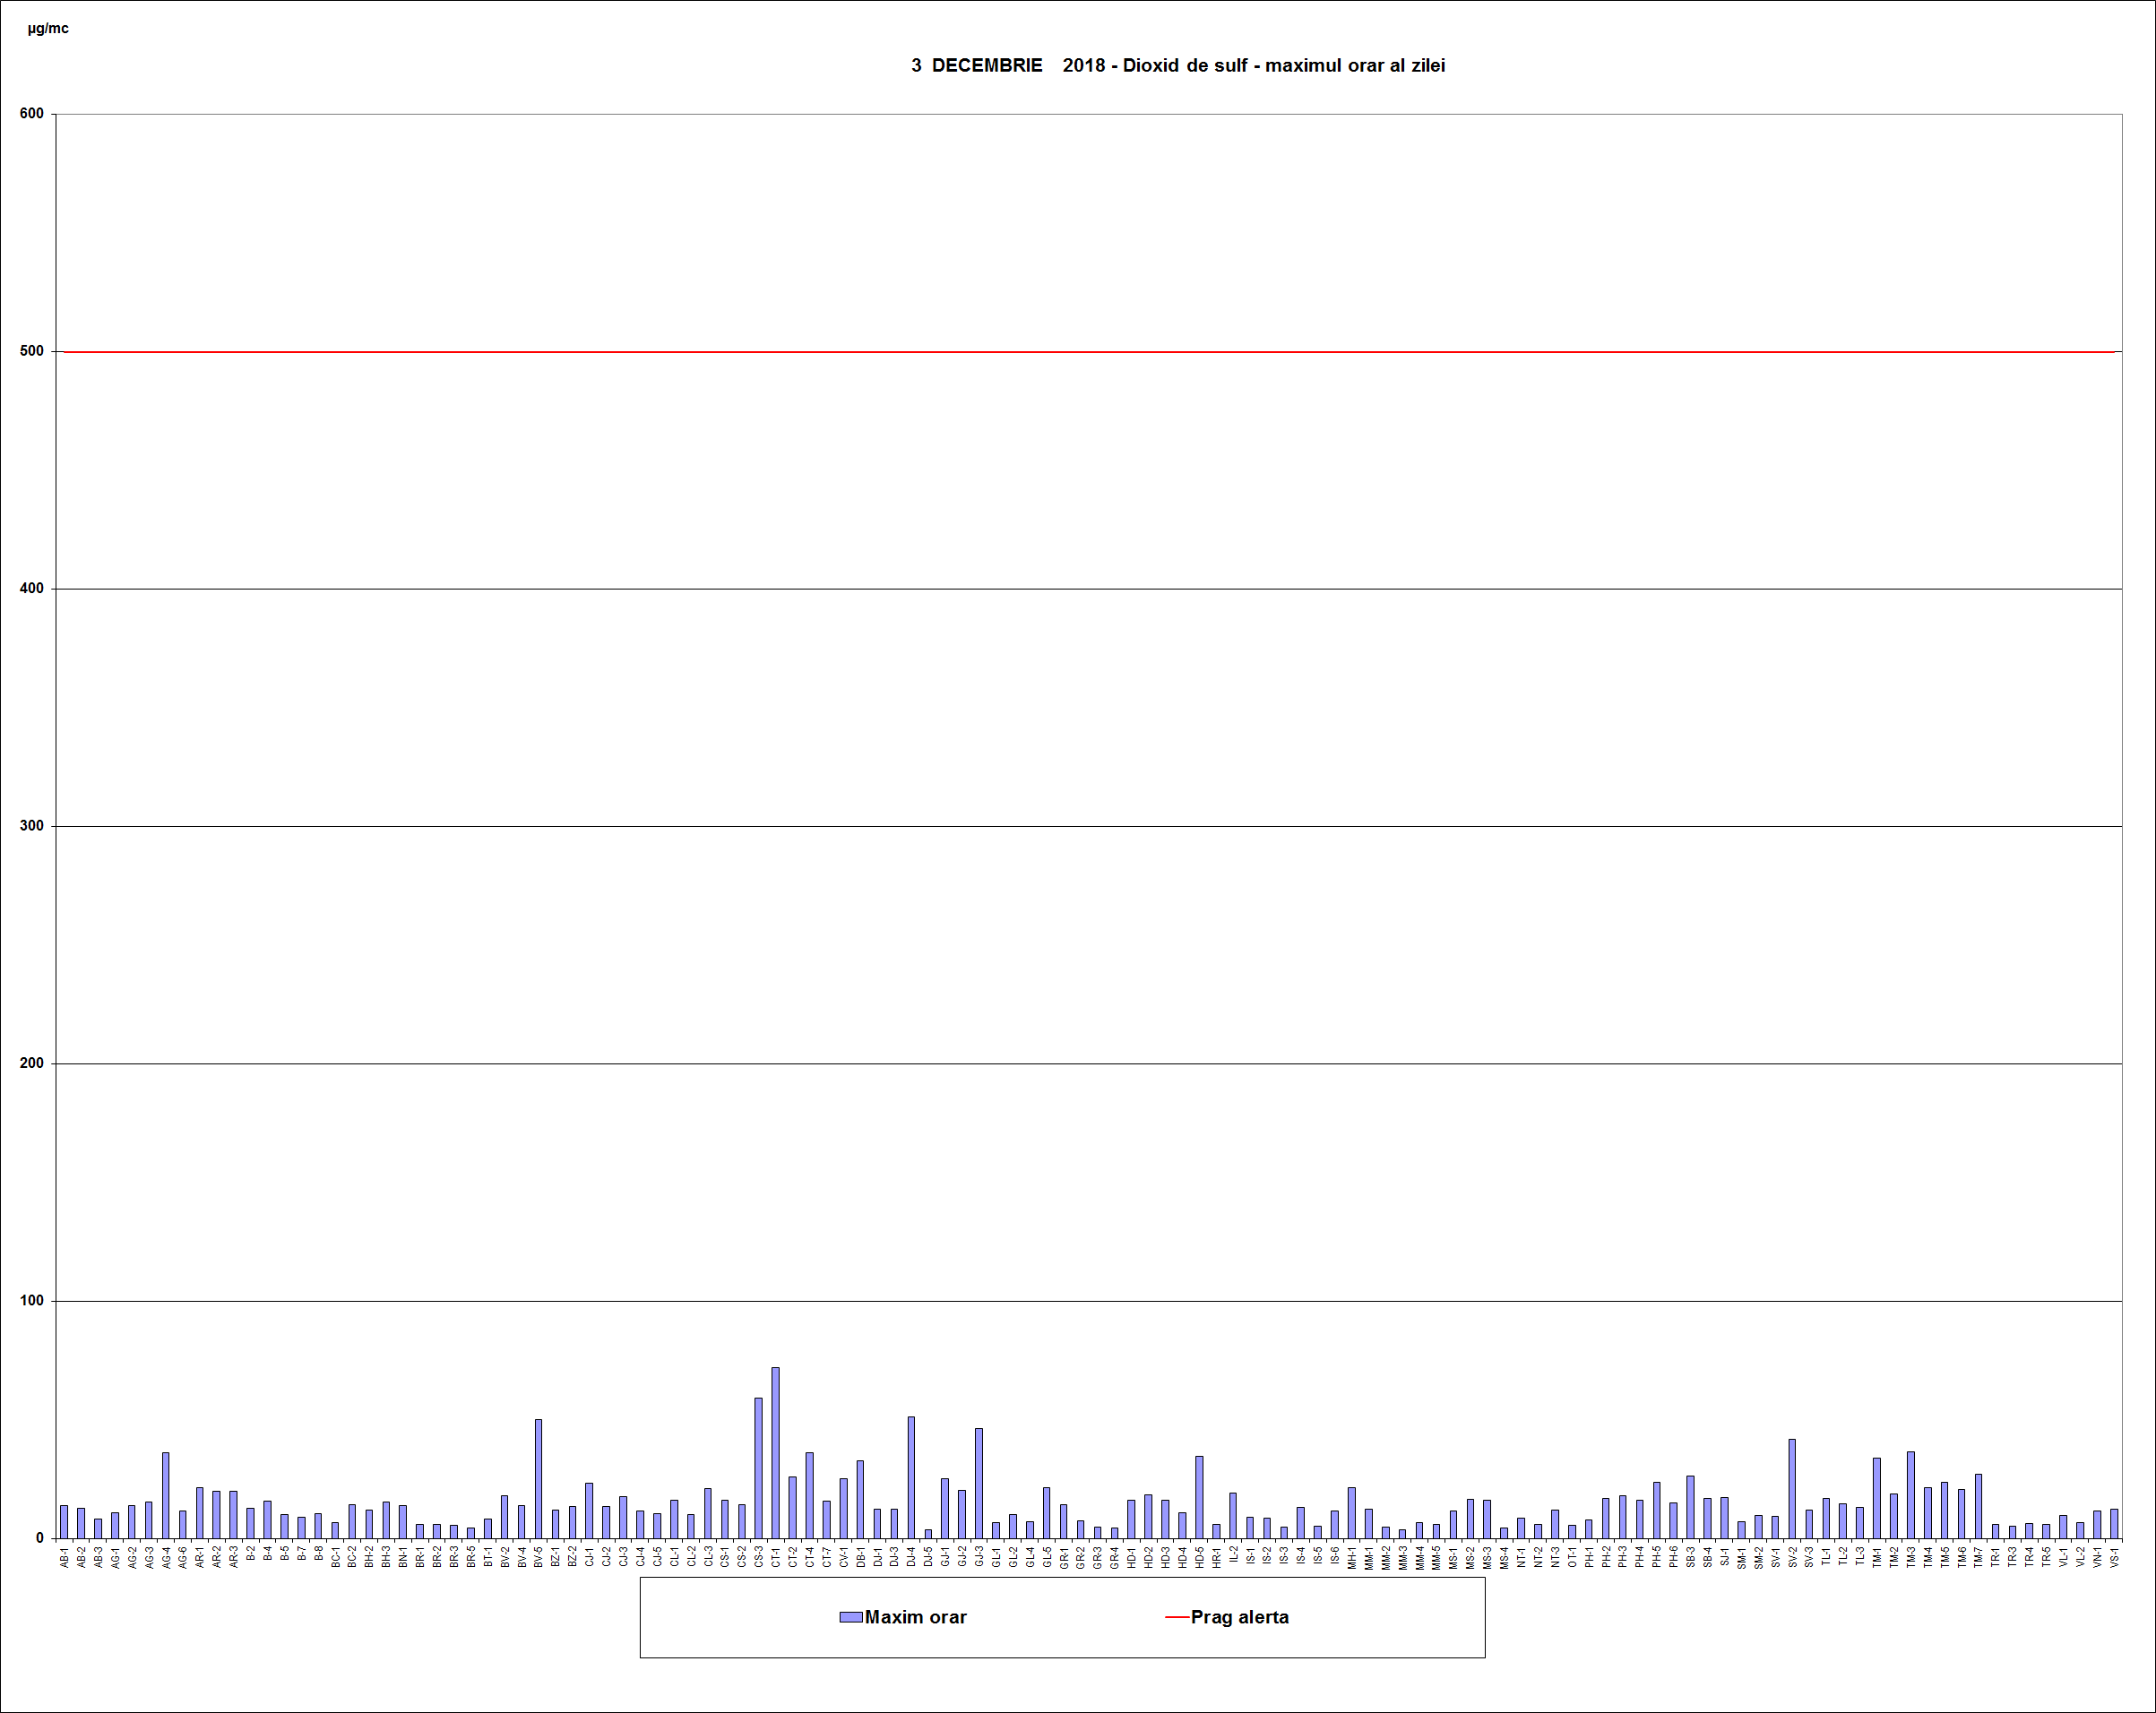 µg/mc
3 DECEMBRIE 2018 - Dioxid de sulf - maximul orar al zilei
600
500
400
300
200
100
0
AB-1 AB-2 AB-3 AG-1 AG-2 AG-3 AG-4 AG-6 AR-1 AR-2 AR-3 B-2 B-4 B-5 B-7 B-8 BC-1 BC-2 BH-2 BH-3 BN-1 BR-1 BR-2 BR-3 BR-5 BT-1 BV-2 BV-4 BV-5 BZ-1 BZ-2 CJ-1 CJ-2 CJ-3 CJ-4 CJ-5 CL-1 CL-2 CL-3 CS-1 CS-2 CS-3 CT-1 CT-2 CT-4 CT-7 CV-1 DB-1 DJ-1 DJ-3 DJ-4 DJ-5 GJ-1 GJ-2 GJ-3 GL-1 GL-2 GL-4 GL-5 GR-1 GR-2 GR-3 GR-4 HD-1 HD-2 HD-3 HD-4 HD-5 HR-1 IL-2 IS-1 IS-2 IS-3 IS-4 IS-5 IS-6 MH-1 MM-1 MM-2 MM-3 MM-4 MM-5 MS-1 MS-2 MS-3 MS-4 NT-1 NT-2 NT-3 OT-1 PH-1 PH-2 PH-3 PH-4 PH-5 PH-6 SB-3 SB-4 SJ-1 SM-1 SM-2 SV-1 SV-2 SV-3 TL-1 TL-2 TL-3 TM-1 TM-2 TM-3 TM-4 TM-5 TM-6 TM-7 TR-1 TR-3 TR-4 TR-5 VL-1 VL-2 VN-1 VS-1
Maxim orar Prag alerta